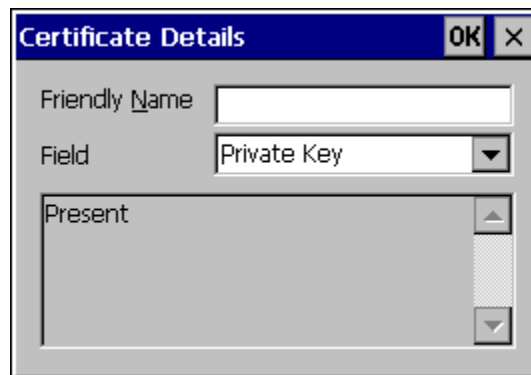 Certificate Details OK ×
Friendly Name
Field Private Key
Present